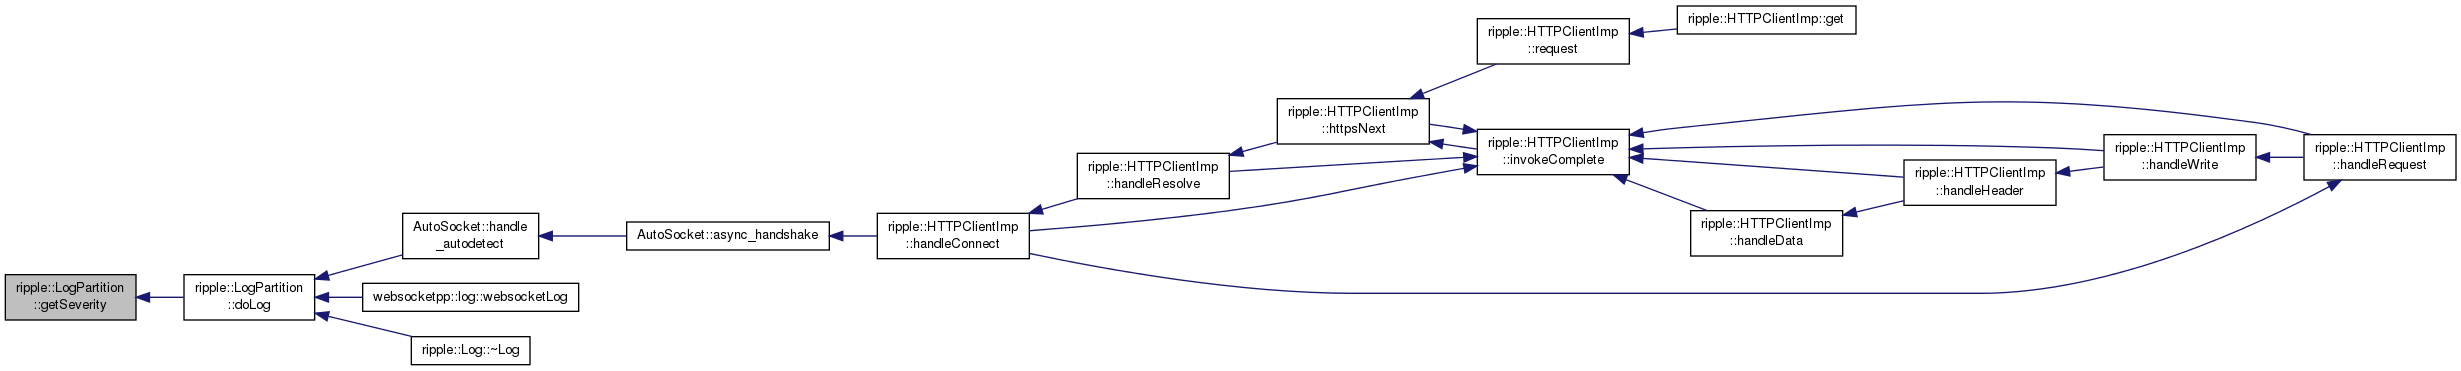 ripple::LogPartition
::getSeverity
ripple::LogPartition
::doLog
AutoSocket::handle
_autodetect
websocketpp::log::websocketLog
ripple::Log::~Log
AutoSocket::async_handshake
ripple::HTTPClientImp
::handleConnect
ripple::HTTPClientImp
::handleResolve
ripple::HTTPClientImp
::httpsNext
ripple::HTTPClientImp
::request
ripple::HTTPClientImp::get
ripple::HTTPClientImp
::invokeComplete
ripple::HTTPClientImp
::handleData
ripple::HTTPClientImp
::handleHeader
ripple::HTTPClientImp
::handleWrite
ripple::HTTPClientImp
::handleRequest